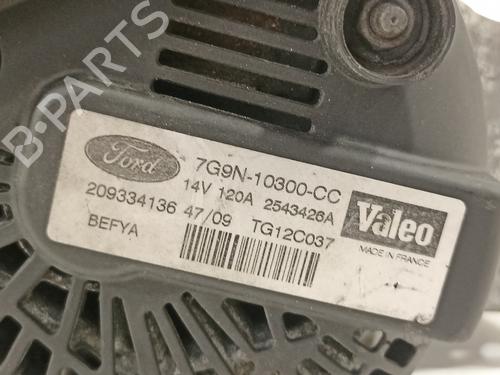 B-PARTS
Ford
7G9N-10300-CC
14V 120A 2543426A
209334136 47/09 TG12C037
BEFYA
Valeo
MADE IN FRANCE